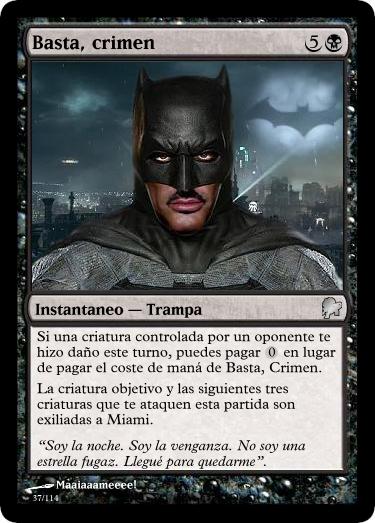 Basta, crimen 5
Instantaneo — Trampa
Si una criatura controlada por un oponente te
hizo daño este turno, puedes pagar 0 en lugar
de pagar el coste de maná de Basta, Crimen.
La criatura objetivo y las siguientes tres
criaturas que te ataquen esta partida son
exiliadas a Miami.
“Soy la noche. Soy la venganza. No soy una
estrella fugaz. Llegué para quedarme”.
Maaiaaameeee!
37/114